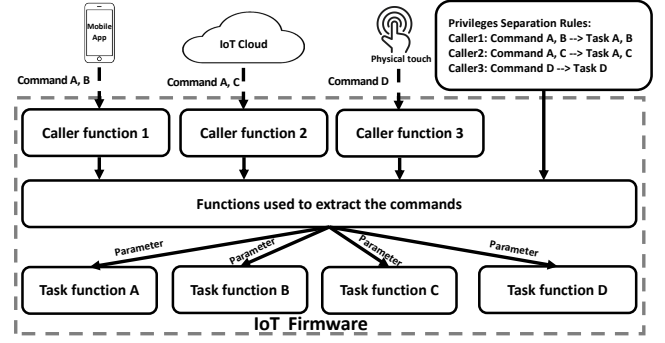 Mobile
App
IoT Cloud
Physical touch
Privileges Separation Rules:
Caller1: Command A, B --> Task A, B
Caller2: Command A, C --> Task A, C
Caller3: Command D --> Task D
Command A, B
Command A, C
Command D
Caller function 1
Caller function 2
Caller function 3
Functions used to extract the commands
Parameter
Parameter
Parameter
Parameter
Task function A
Task function B
Task function C
Task function D
IoT Firmware